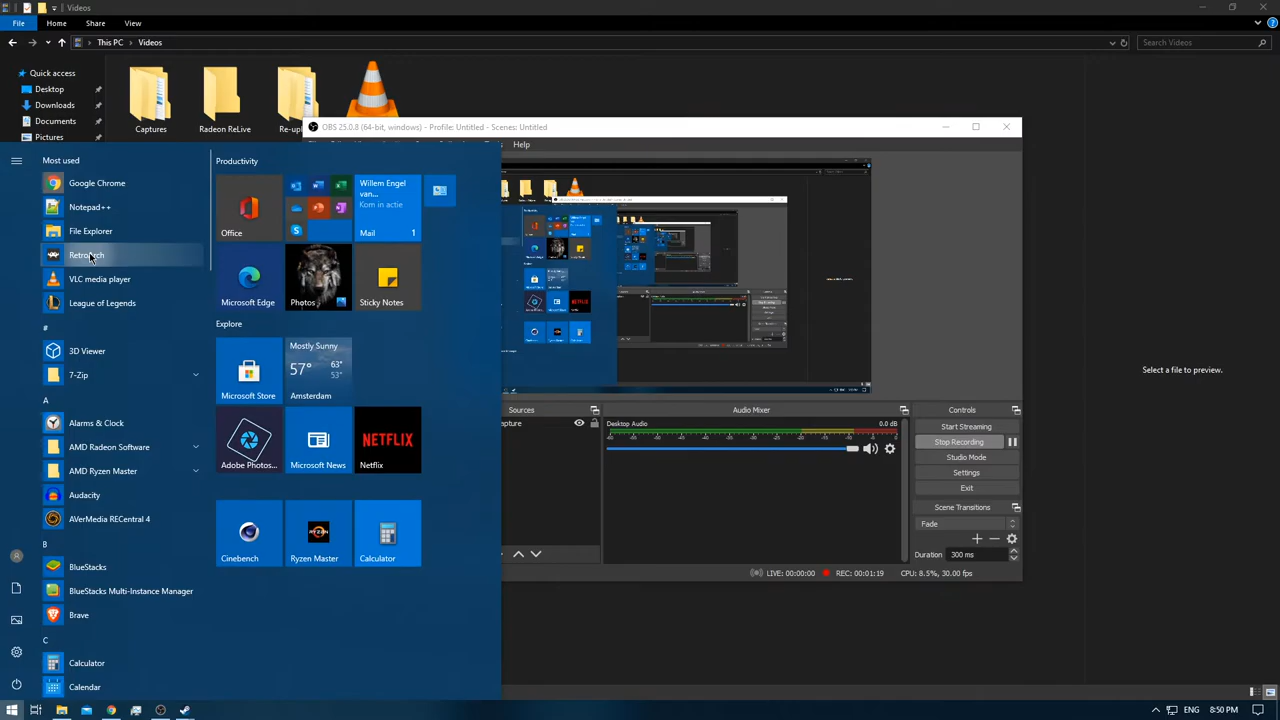 Videos
File
Home
Share
View
This PC
Videos
Search Videos
Quick access
Desktop
Downloads
Documents
Pictures
Captures
Radeon ReLive
OBS 25.0.8 (64-bit, windows) - Profile: Untitled - Scenes: Untitled
Help
Most used
Google Chrome
Notepad++
File Explorer
VLC media player
League of Legends
#
3D Viewer
7-Zip
A
Alarms & Clock
AMD Radeon Software
AMD Ryzen Master
Audacity
AVerMedia RECentral 4
B
BlueStacks
BlueStacks Multi-Instance Manager
Brave
C
Calculator
Calendar
Productivity
Office
Willem Engel
van...
Kom in actie
Mail
1
Microsoft Edge
Photos
Sticky Notes
Explore
Microsoft Store
Mostly Sunny
57°
63°
53°
Amsterdam
Adobe Photos...
Microsoft News
NETFLIX
Netflix
Cinebench
Ryzen Master
Calculator
Sources
Audio Mixer
Desktop Audio
0.0 dB
Controls
Start Streaming
Stop Recording
Studio Mode
Settings
Exit
Scene Transitions
Fade
Duration
300 ms
LIVE: 00:00:00
REC: 00:01:19
CPU: 8.5%, 30.00 fps
Select a file to preview.
ENG
8:50 PM